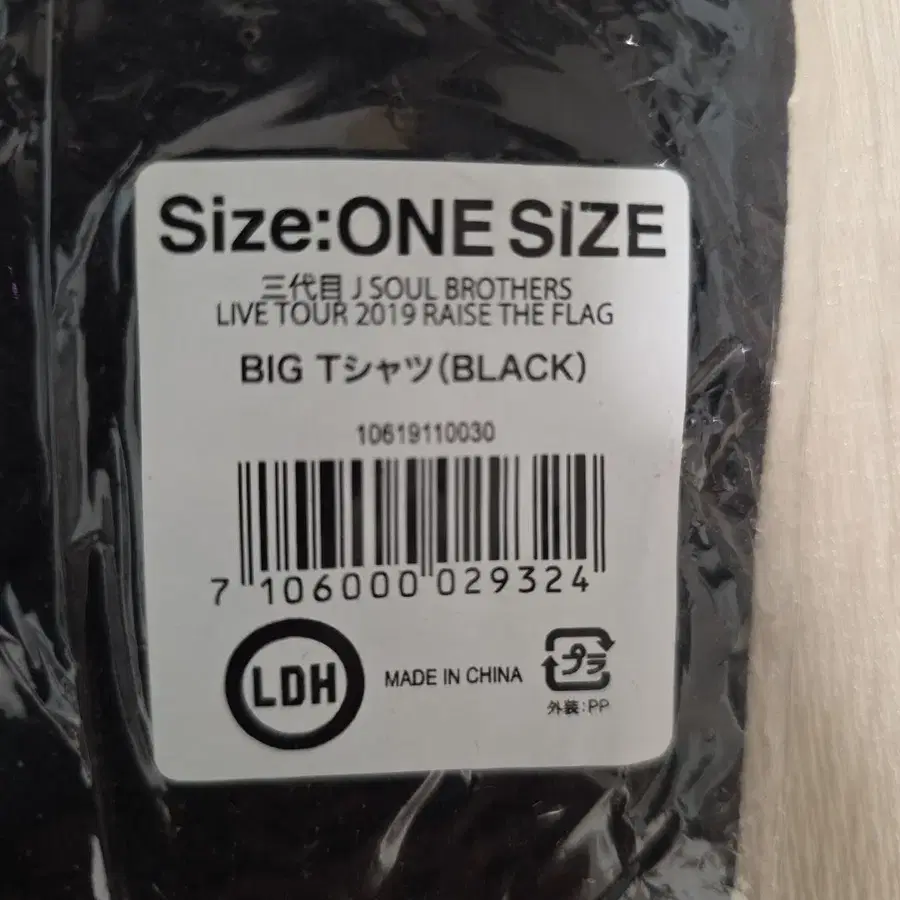 Size:ONE SIZE
三代目 J SOUL BROTHERS
LIVE TOUR 2019 RAISE THE FLAG
BIG Tシャツ(BLACK)
10619110030
7 106000 029324
LDH
MADE IN CHINA
プラ
外装:PP